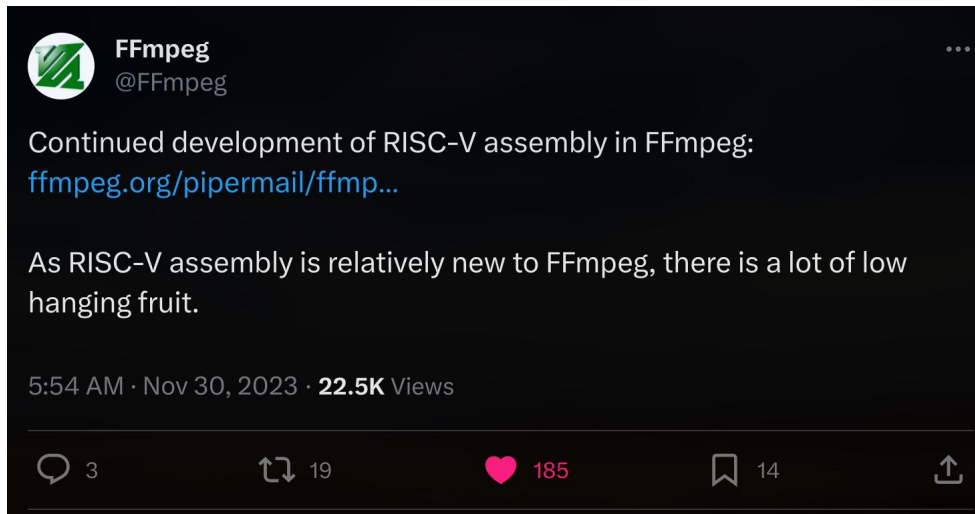 FFmpeg
@FFmpeg
Continued development of RISC-V assembly in FFmpeg:
ffmpeg.org/pipermail/ffmp...
As RISC-V assembly is relatively new to FFmpeg, there is a lot of low
hanging fruit.
5:54 AM · Nov 30, 2023 · 22.5K Views
3 19 185 14